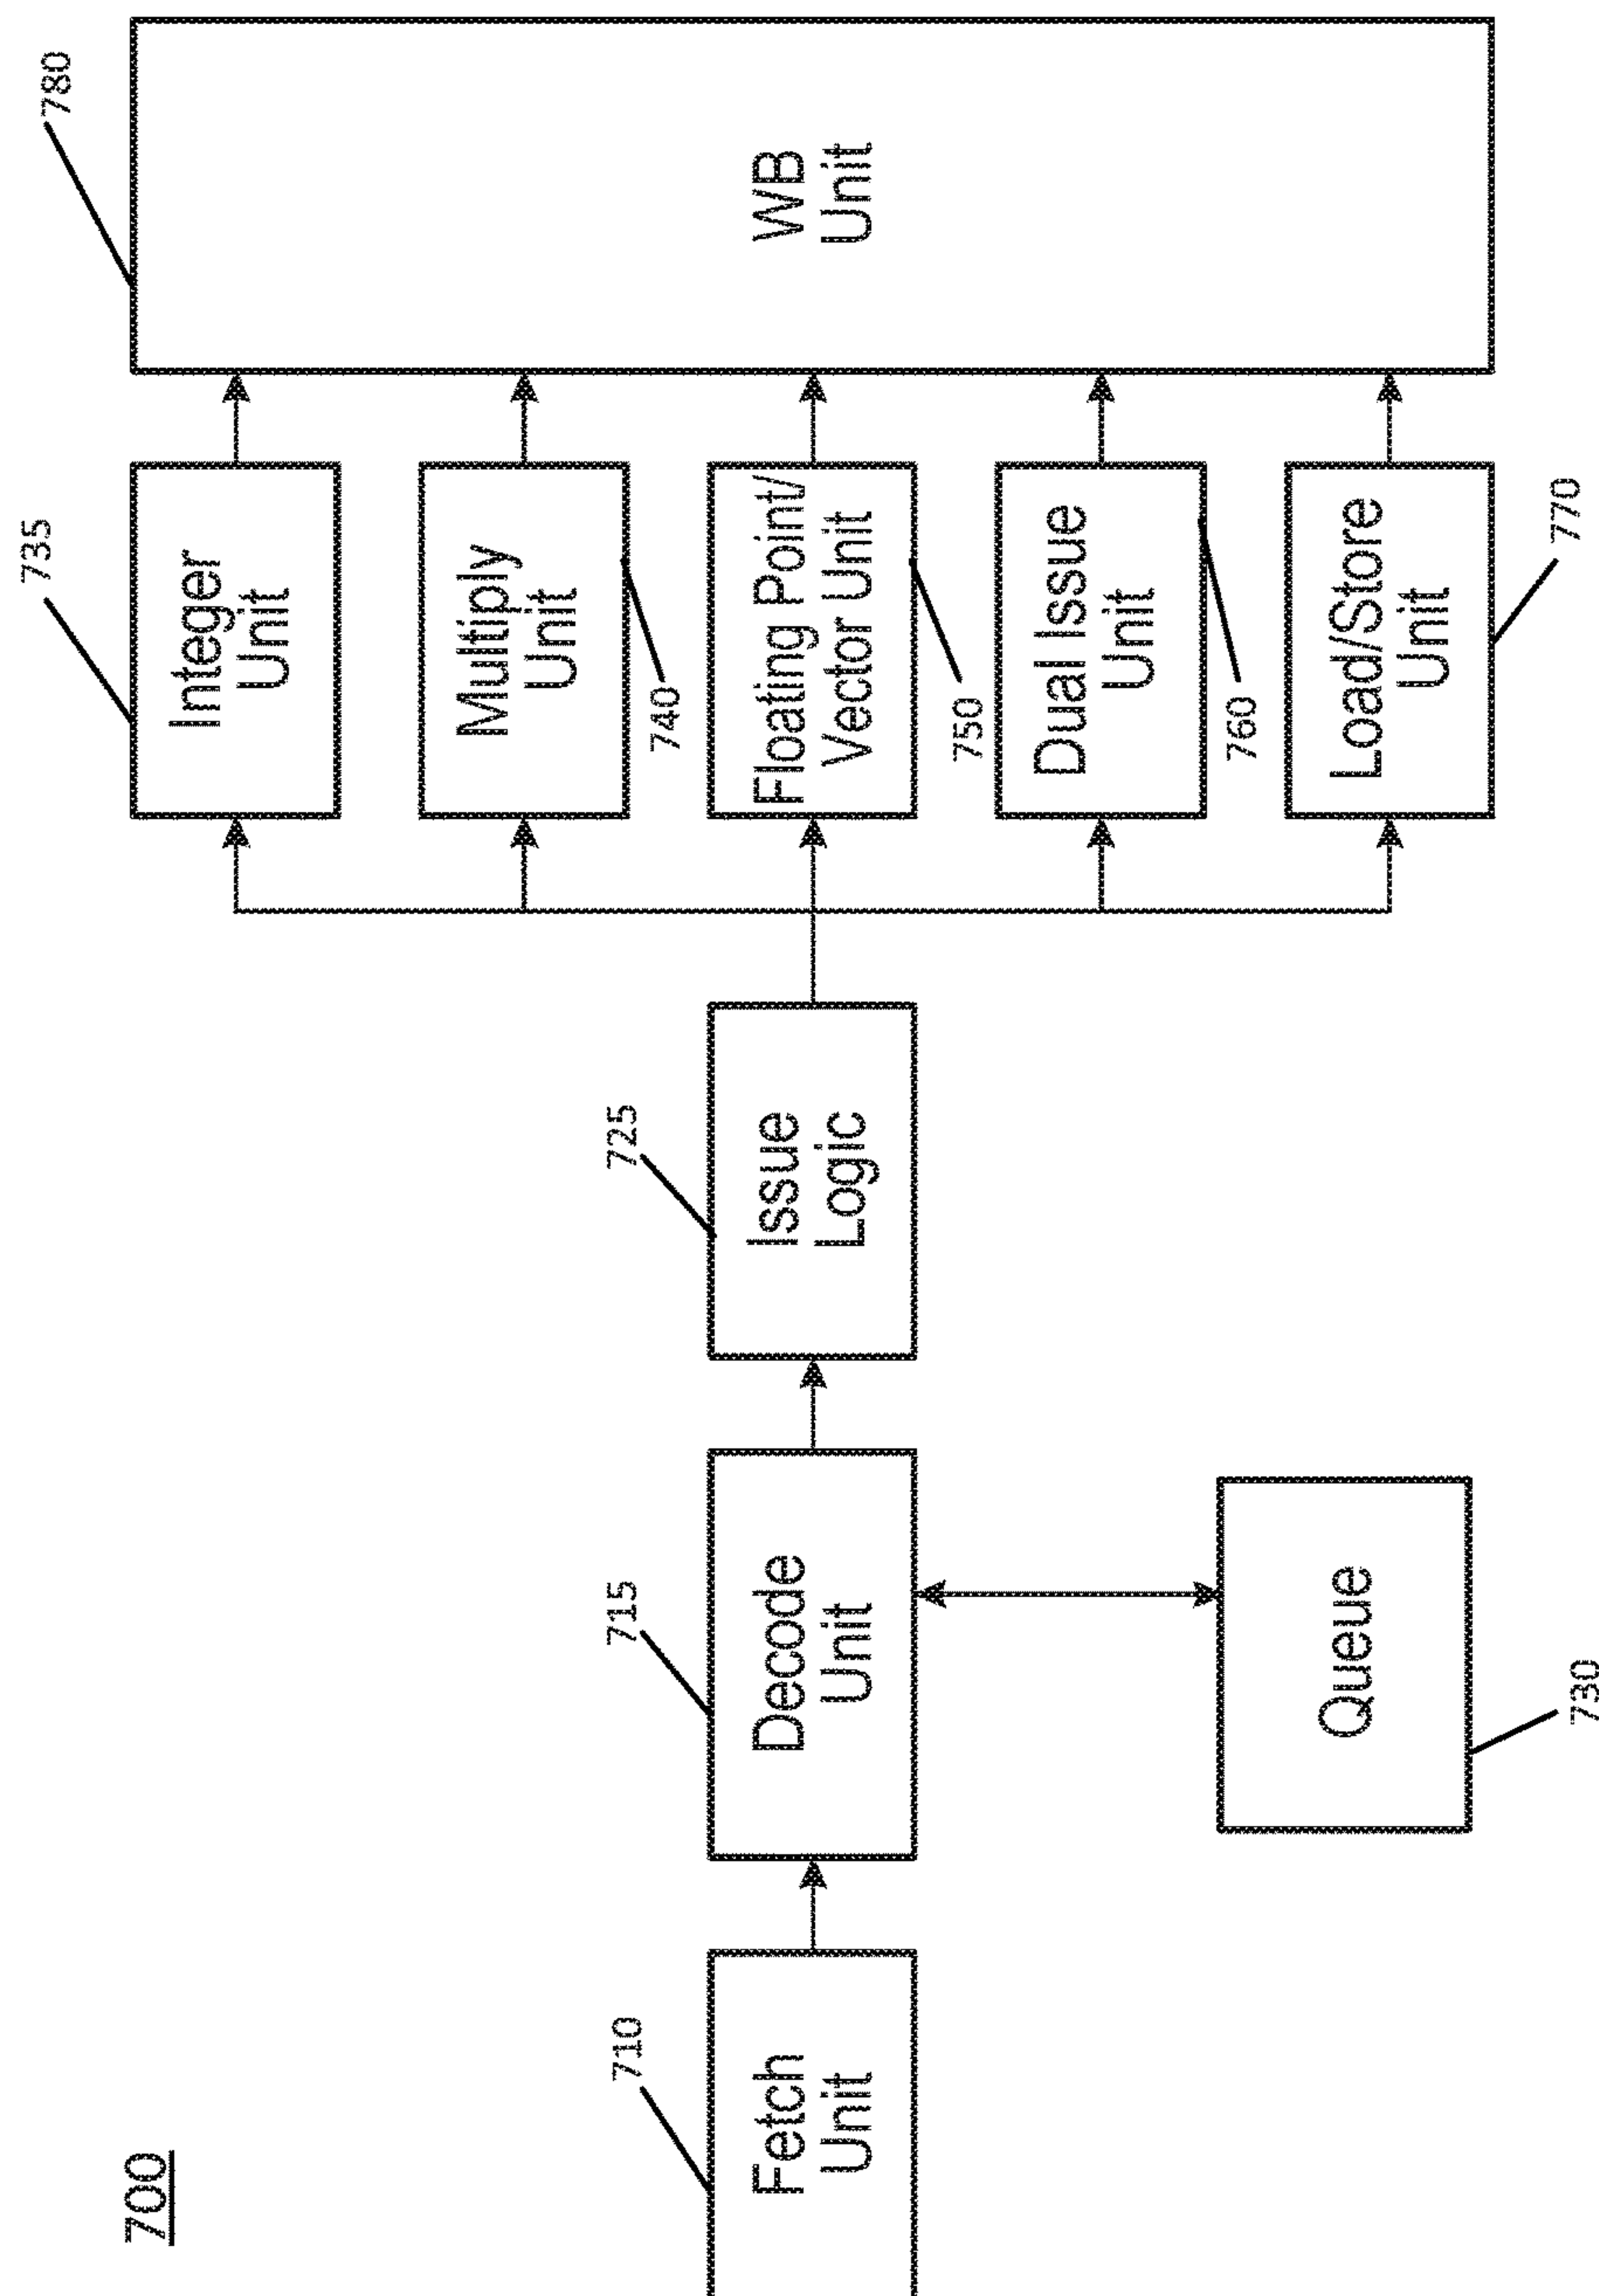 700
710
Fetch
Unit
715
Decode
Unit
Queue
730
725
Issue
Logic
735
Integer
Unit
Multiply
Unit
740
Floating Point/
Vector Unit
750
Dual Issue
Unit
760
Load/Store
Unit
770
780
WB
Unit